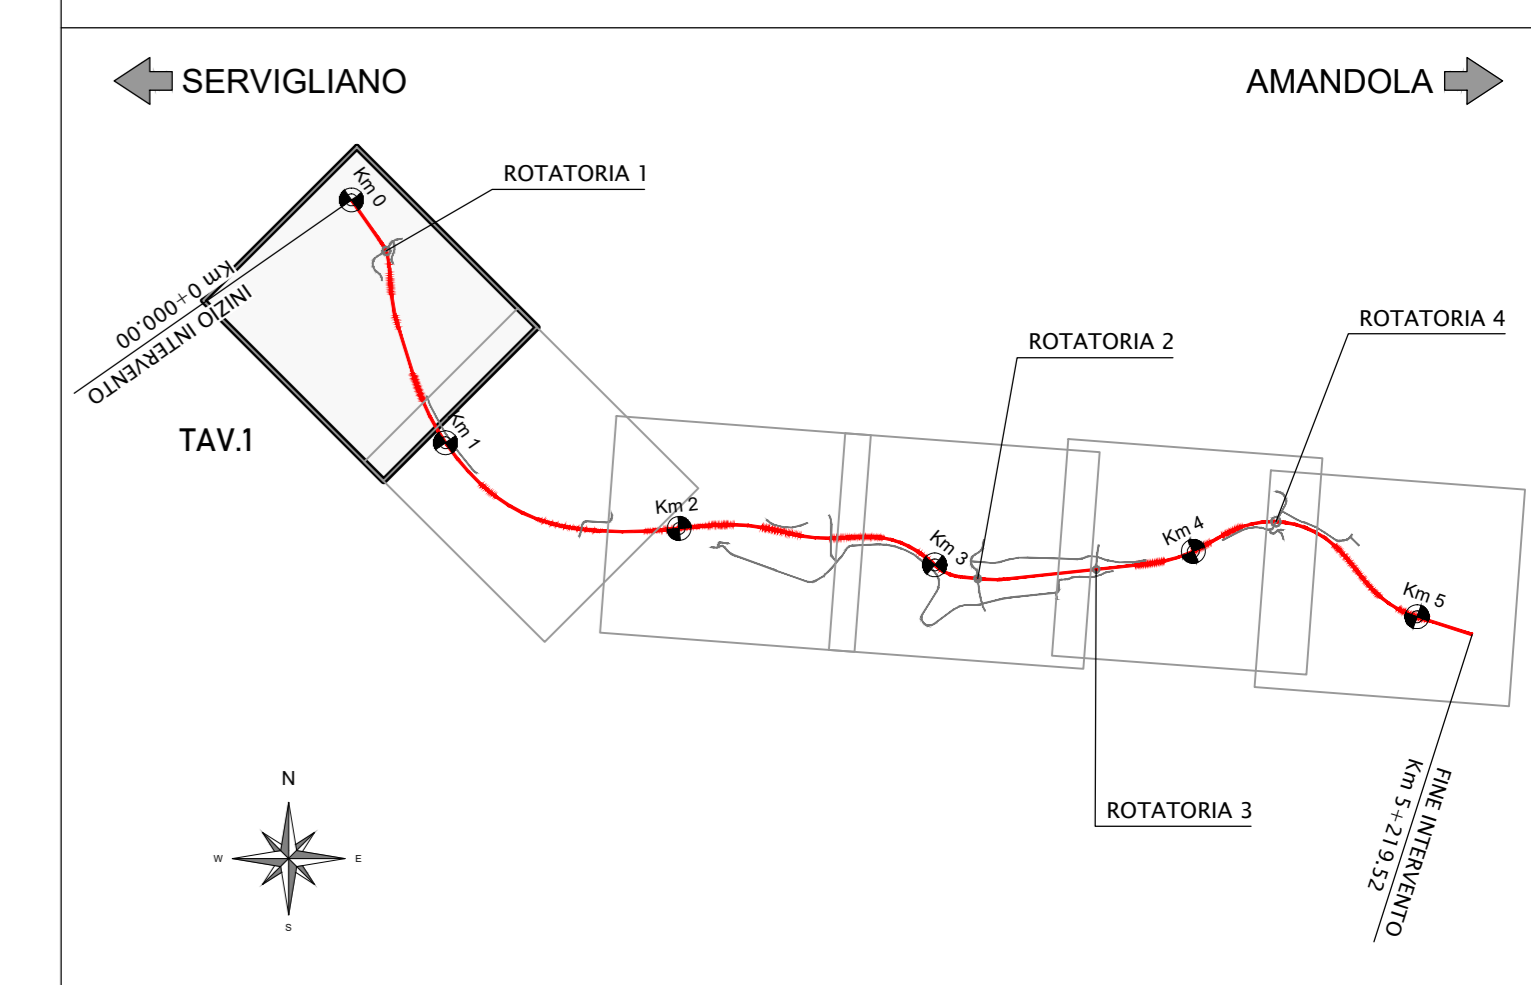 SERVIGLIANO
AMANDOLA
ROTATORIA 1
Km 0
Km 0+000.00
INIZIO INTERVENTO
TAV.1
Km 1
ROTATORIA 4
ROTATORIA 2
Km 2
Km 3
Km 4
Km 5
ROTATORIA 3
FINE INTERVENTO
Km 5+219.52
N
W
E
S